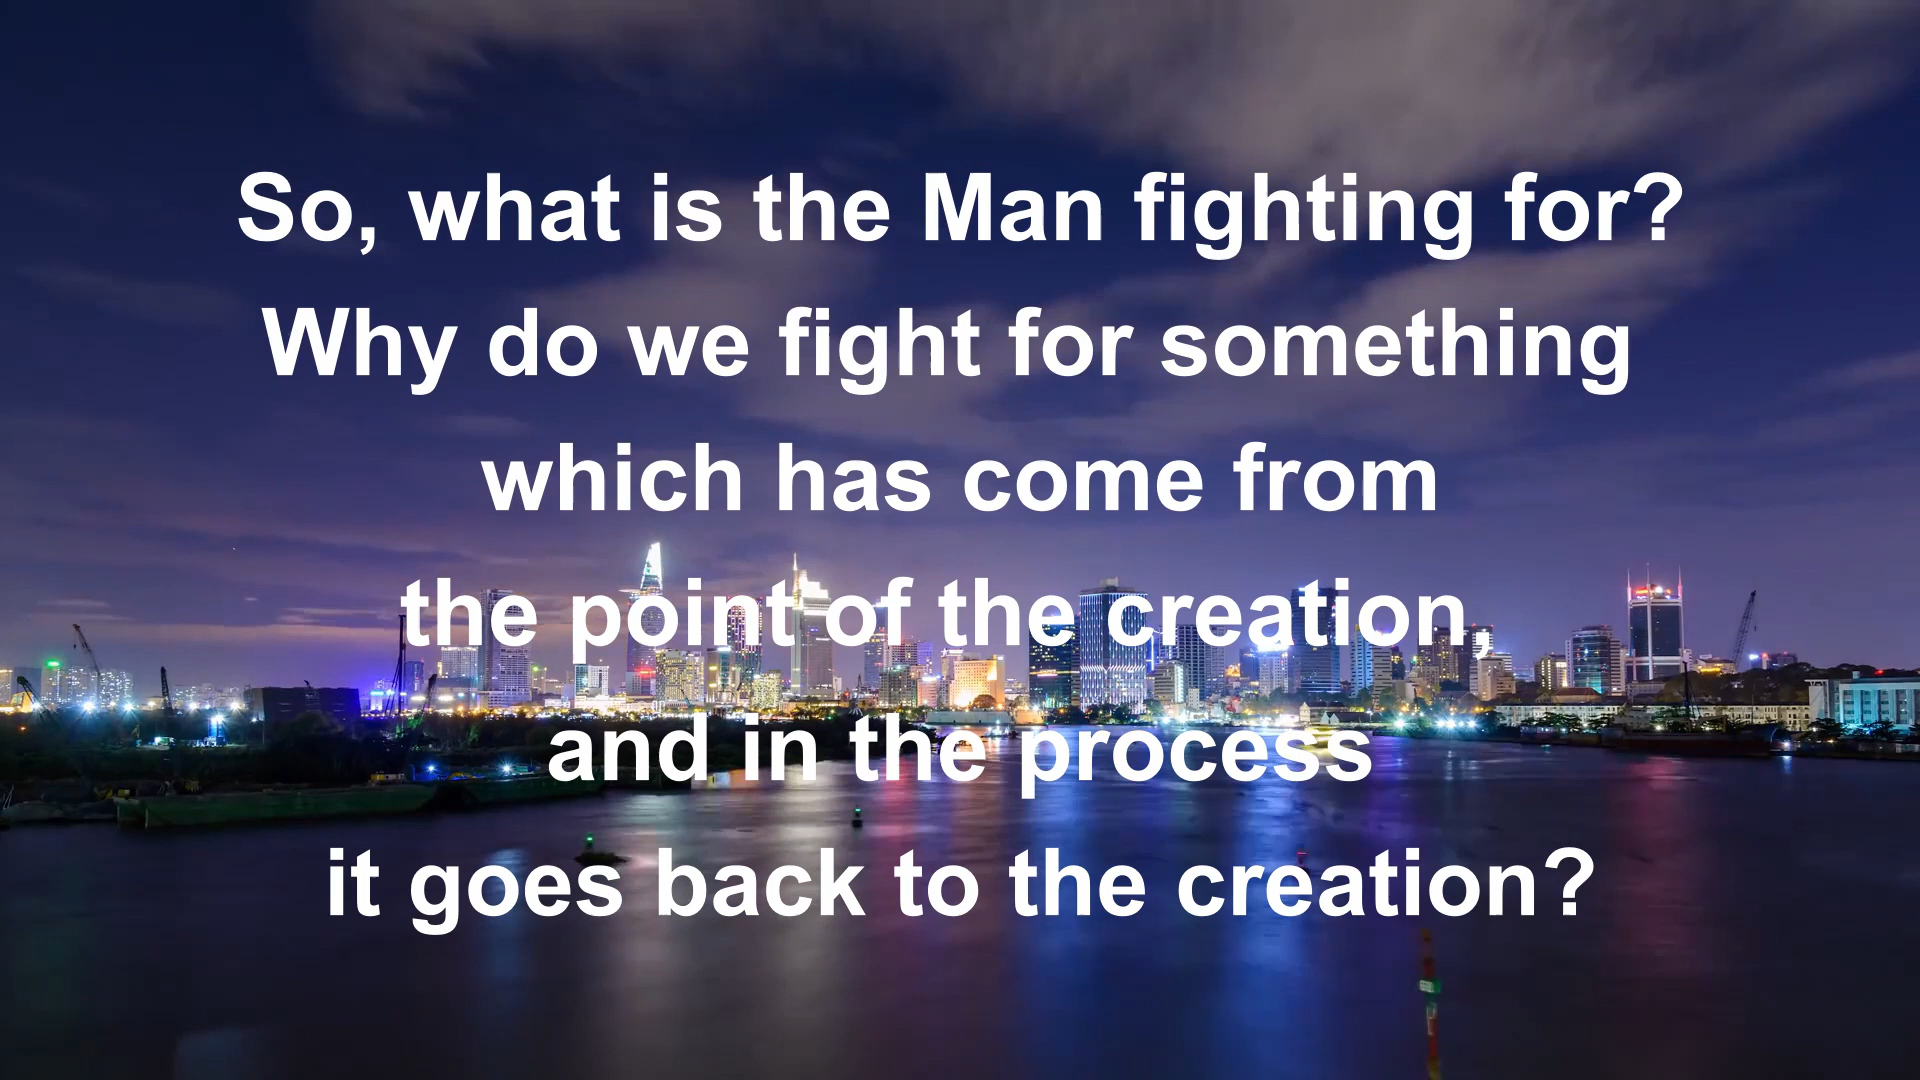 So, what is the Man fighting for?
Why do we fight for something
which has come from
the point of the creation,
and in the process
it goes back to the creation?